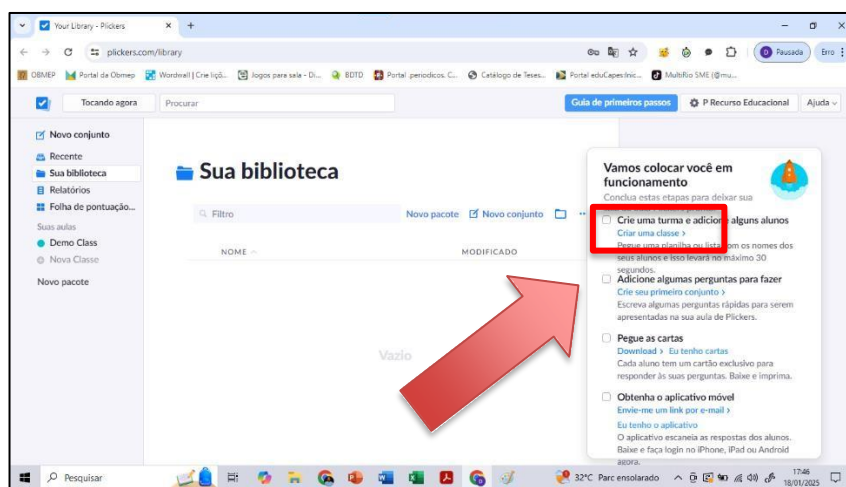 Your Library - Plickers
plickers.com/library
Pausada
Erro
OBMEP
Portal da Obmep
Wordwall | Crie liçõ...
Jogos para sala - Di...
BDTD
Portal periodicos. C...
Catálogo de Teses...
Portal eduCapes: Inic...
MultiRio SME (@mu...
Tocando agora
Procurar
Guia de primeiros passos
P Recurso Educacional
Ajuda
Novo conjunto
Recente
Sua biblioteca
Relatórios
Folha de pontuação...
Suas aulas
Demo Class
Nova Classe
Novo pacote
Sua biblioteca
Filtro
Novo pacote
Novo conjunto
NOME
MODIFICADO
Vazio
Vamos colocar você em
funcionamento
Conclua estas etapas para deixar sua
Crie uma turma e adicione alguns alunos
Criar uma classe >
Pegue uma planilha ou lista com os nomes dos
seus alunos e isso levará no máximo 30
segundos.
Adicione algumas perguntas para fazer
Crie seu primeiro conjunto >
Escreva algumas perguntas rápidas para serem
apresentadas na sua aula de Plickers.
Pegue as cartas
Download > Eu tenho cartas
Cada aluno tem um cartão exclusivo para
responder às suas perguntas. Baixe e imprima.
Obtenha o aplicativo móvel
Envie-me um link por e-mail >
Eu tenho o aplicativo
O aplicativo escaneia as respostas dos alunos.
Baixe e faça login no iPhone, iPad ou Android
agora.
Pesquisar
32°C Parc ensolarado
17:46
18/01/2025